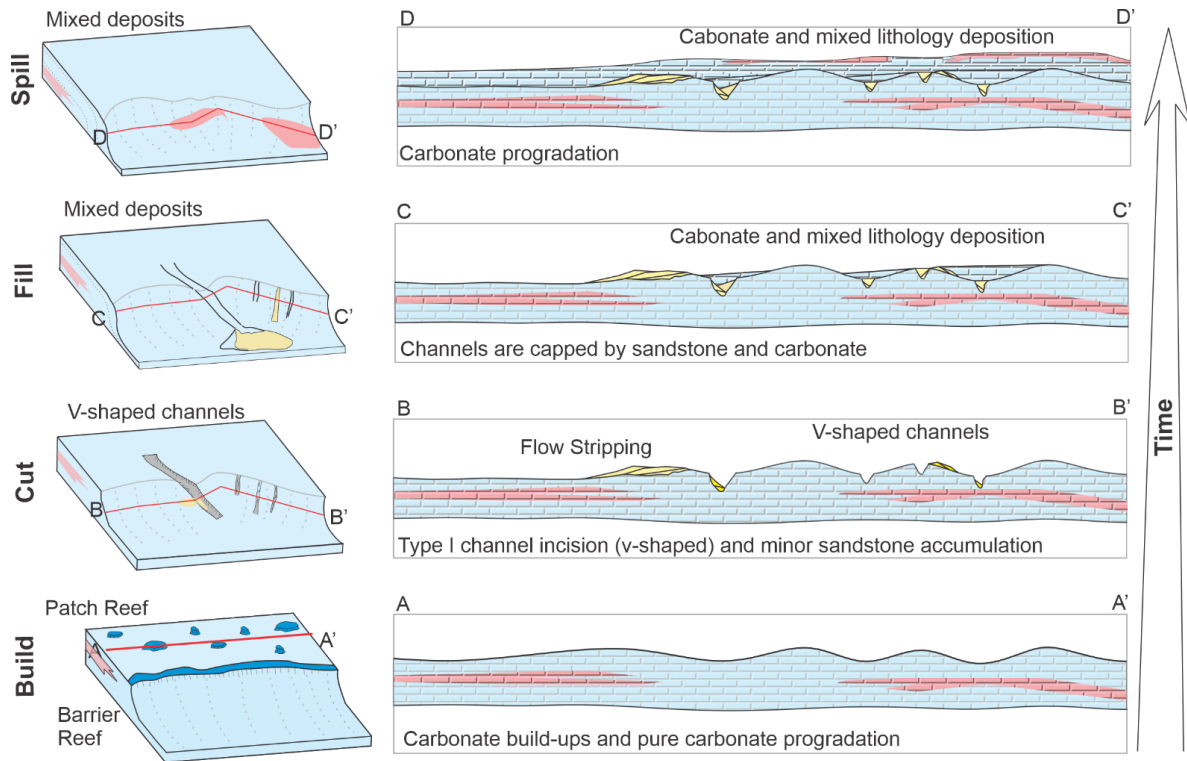 Spill
Mixed deposits
D
D'
D
D'
Cabonate and mixed lithology deposition
Carbonate progradation
Fill
Mixed deposits
C
C'
C
C'
Cabonate and mixed lithology deposition
Channels are capped by sandstone and carbonate
Cut
V-shaped channels
B
B'
B
B'
Flow Stripping
V-shaped channels
Type I channel incision (v-shaped) and minor sandstone accumulation
Build
Patch Reef
A
A'
Barrier
Reef
A
A'
Carbonate build-ups and pure carbonate progradation
Time